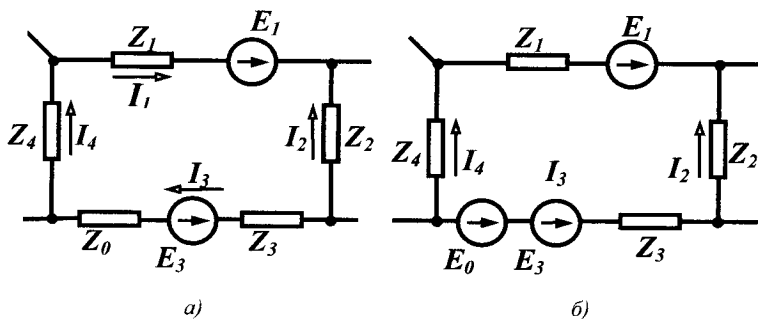 Z₁ E₁
I₁
Z₄ I₄ I₂ Z₂
I₃
Z₀ E₃ Z₃
а)
Z₁ E₁
Z₄ I₄ I₃ I₂ Z₂
E₀ E₃ Z₃
б)